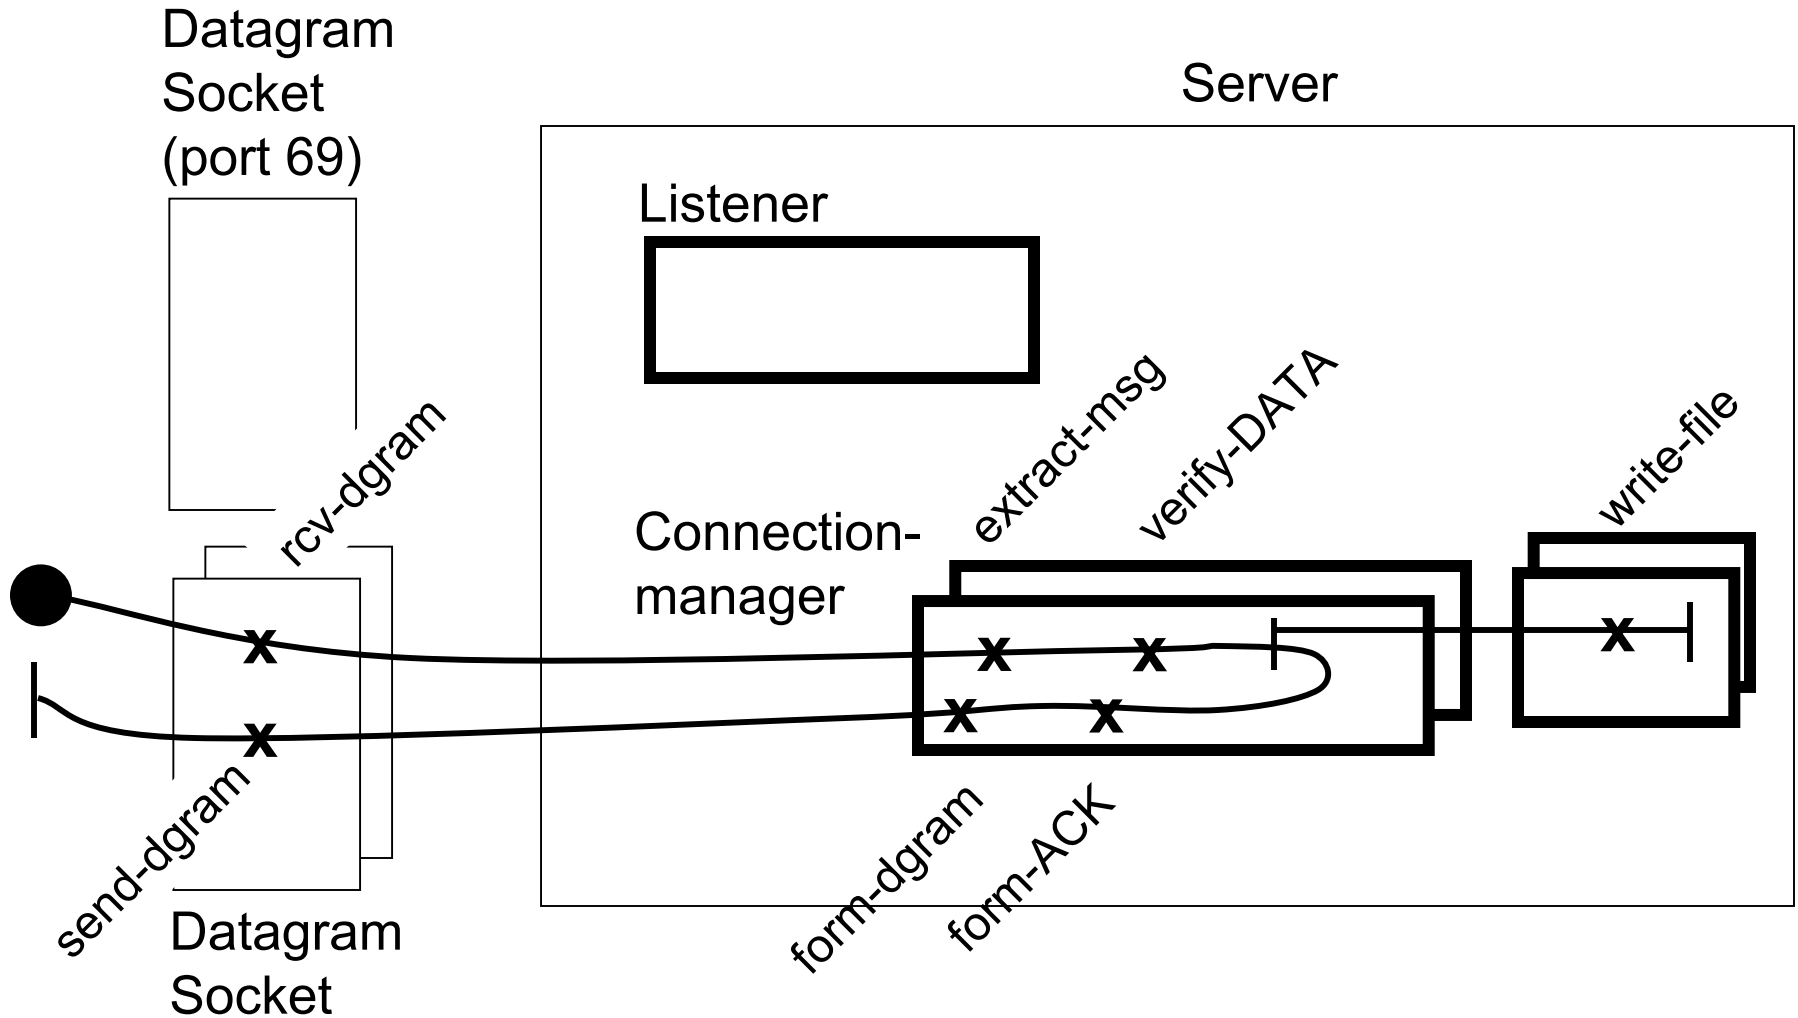 Datagram
Socket
(port 69)
Server
Listener
rcv-dgram
extract-msg
verify-DATA
write-file
Connection-
manager
x
x
x
x
x
x
x
send-dgram
form-dgram
form-ACK
Datagram
Socket